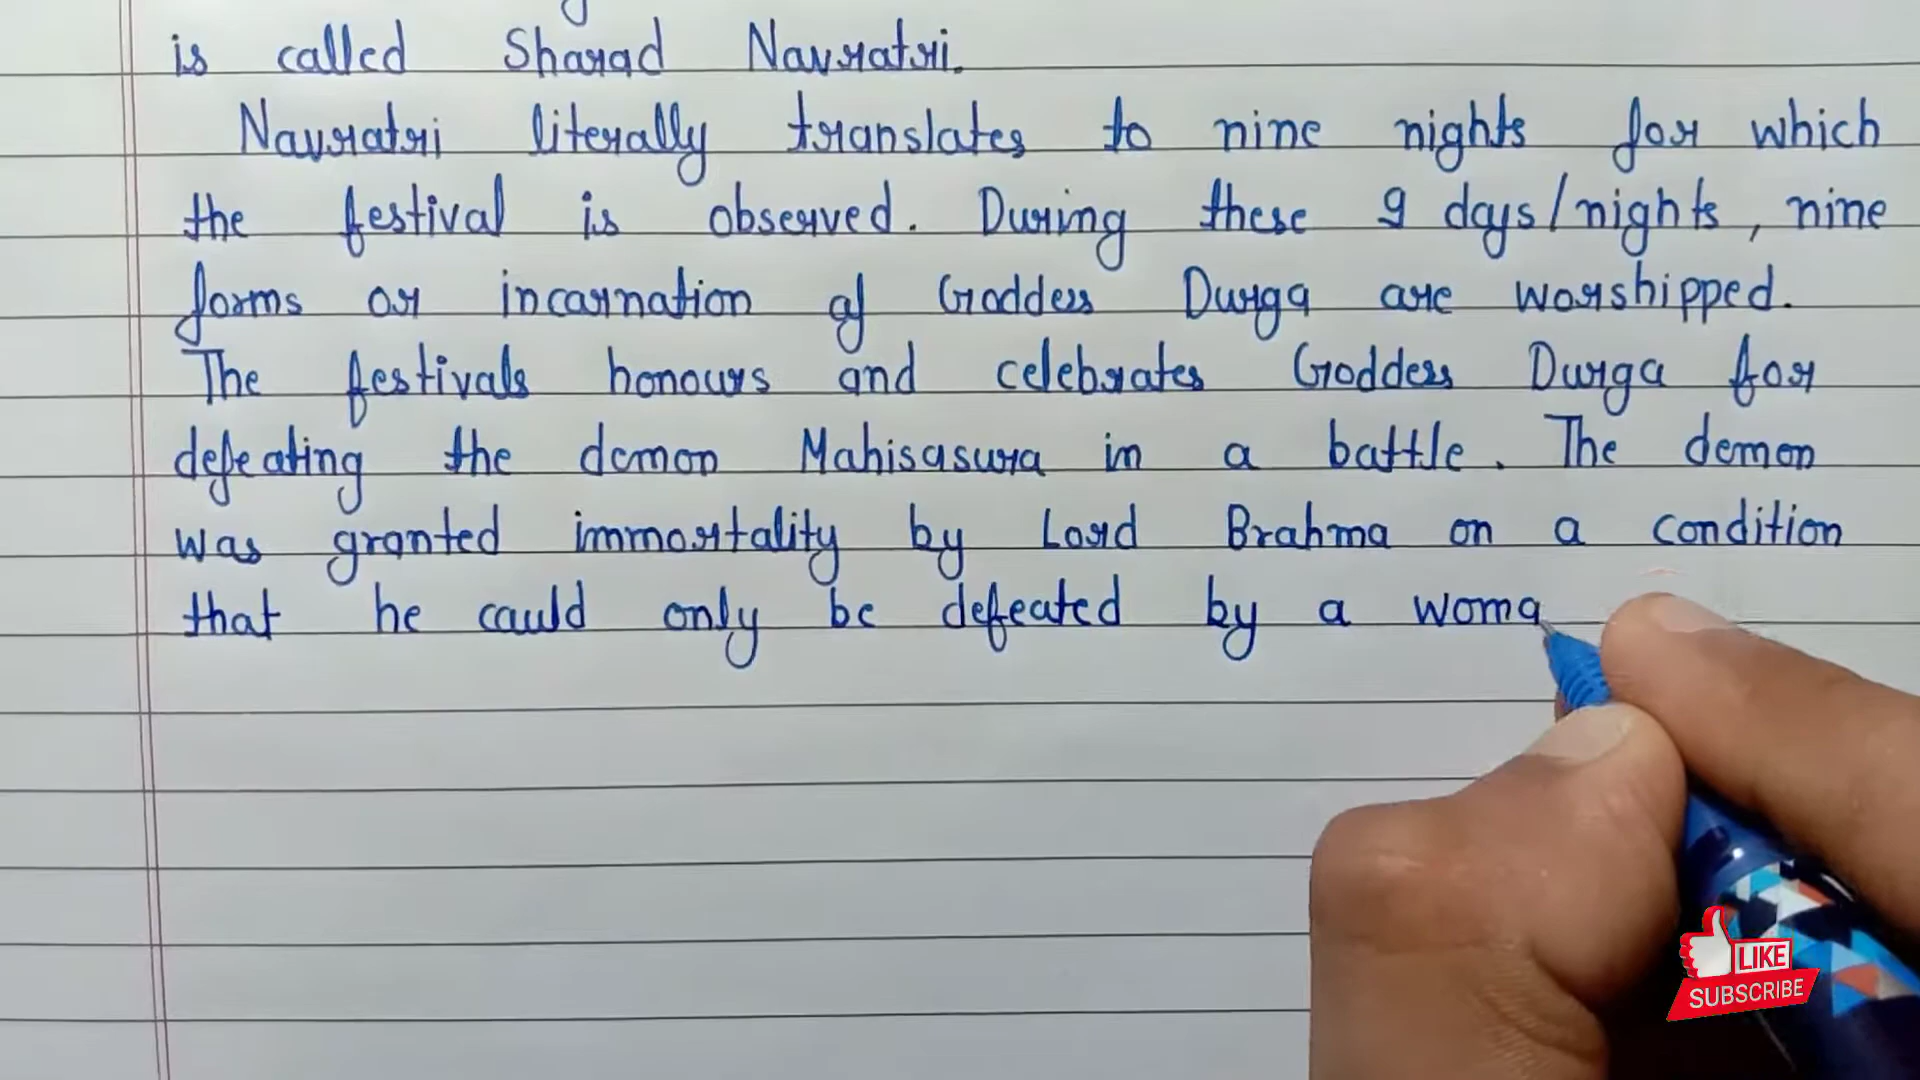 is called Sharad Navratri.
Navratri literally translates to nine nights for which
the festival is observed. During these 9 days/nights, nine
forms or incarnation of Goddess Durga are worshipped.
The festivals honours and celebrates Goddess Durga for
defeating the demon Mahisasura in a battle. The demon
was granted immortality by Lord Brahma on a condition
that he could only be defeated by a woma
LIKE
SUBSCRIBE